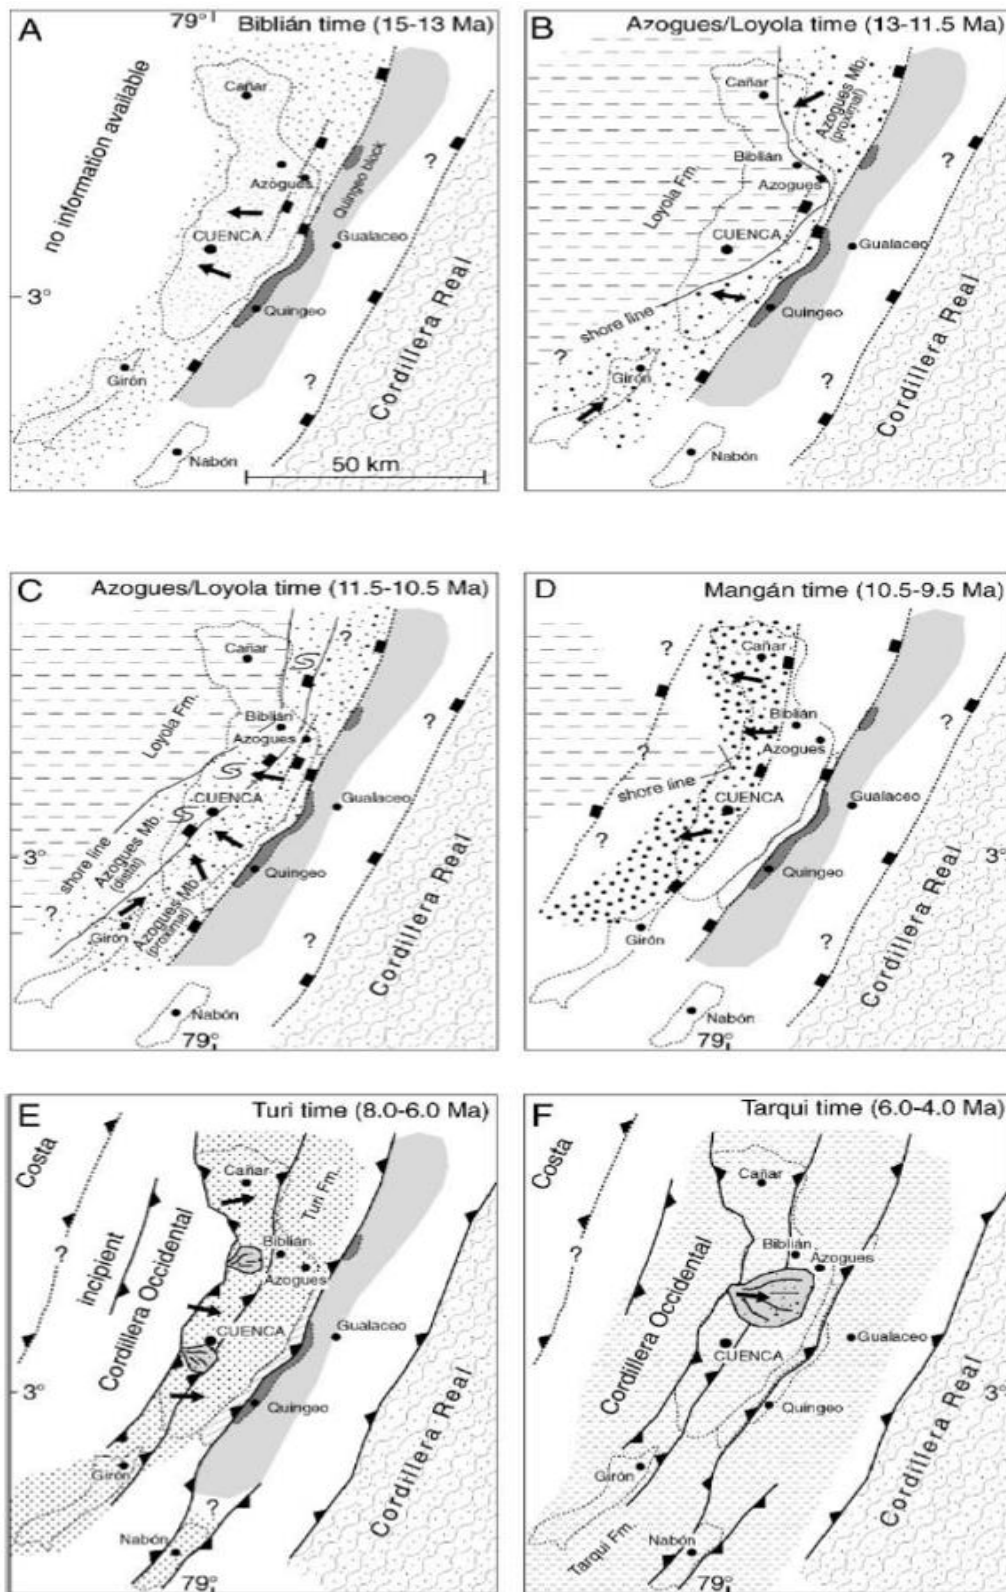 A
79°
Biblián time (15-13 Ma)
no information available
Cañar
Azogues
Quingeo block
CUENCA
Gualaceo
3°
Quingeo
?
Girón
Cordillera Real
Nabón
50 km
B
Azogues/Loyola time (13-11.5 Ma)
Cañar
Azogues Mb.
(proximal)
?
Biblián
Azogues
Loyola Fm.
CUENCA
Gualaceo
Quingeo
shore line
?
Girón
?
Cordillera Real
Nabón
C
Azogues/Loyola time (11.5-10.5 Ma)
?
Cañar
Biblián
Loyola Fm.
Azogues
?
CUENCA
Gualaceo
shore line
Azogues Mb.
(distal)
3°
Quingeo
Azogues Mb.
(proximal)
?
Girón
?
Cordillera Real
Nabón
79°
D
Mangán time (10.5-9.5 Ma)
?
Cañar
Biblián
?
Azogues
?
shore line
CUENCA
Gualaceo
?
3°
Quingeo
Girón
?
Cordillera Real
Nabón
79°
E
Turi time (8.0-6.0 Ma)
Costa
Cañar
Turi Fm.
?
incipient
Cordillera Occidental
Biblián
Azogues
CUENCA
Gualaceo
3°
Quingeo
Girón
?
Cordillera Real
Nabón
79°
F
Tarqui time (6.0-4.0 Ma)
Costa
Cañar
?
Cordillera Occidental
Biblián
Azogues
CUENCA
Gualaceo
3°
Quingeo
Girón
Tarqui Fm.
Cordillera Real
Nabón
79°